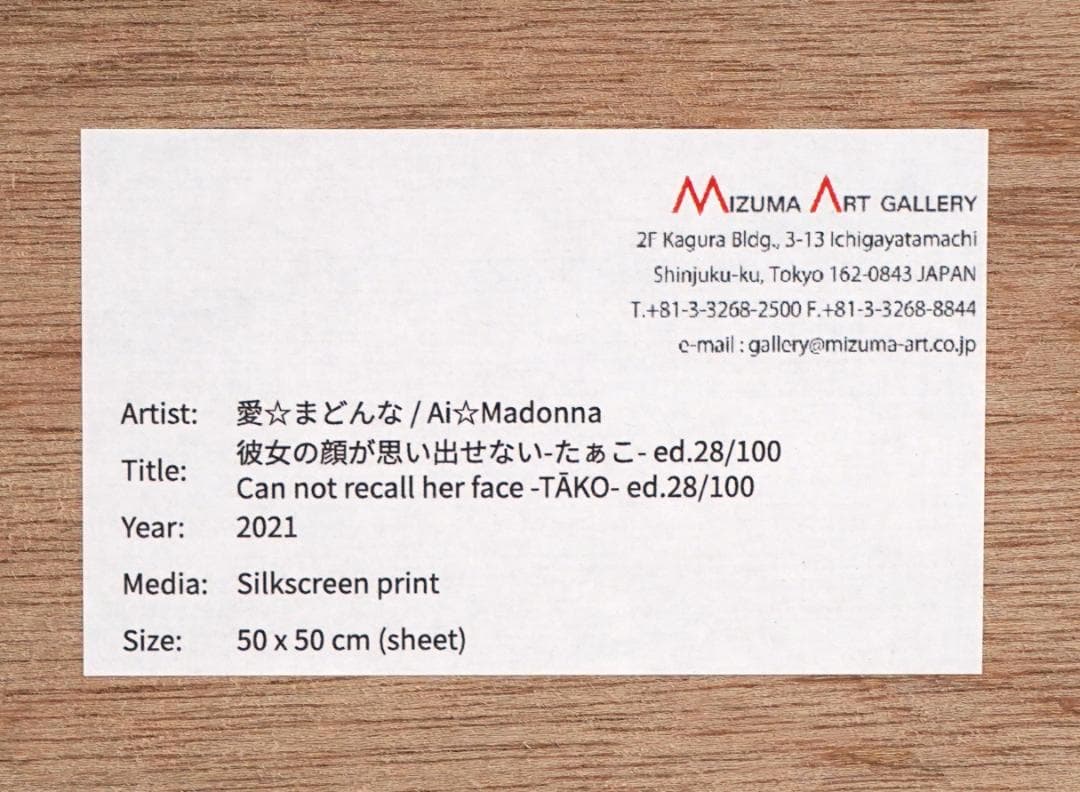 MIZUMA ART GALLERY
2F Kagura Bldg., 3-13 Ichigayatamachi
Shinjuku-ku, Tokyo 162-0843 JAPAN
T.+81-3-3268-2500 F.+81-3-3268-8844
e-mail : gallery@mizuma-art.co.jp
Artist: 愛☆まどんな / Ai☆Madonna
Title: 彼女の顔が思い出せない-たぁこ- ed.28/100
Can not recall her face -TĀKO- ed.28/100
Year: 2021
Media: Silkscreen print
Size: 50 x 50 cm (sheet)